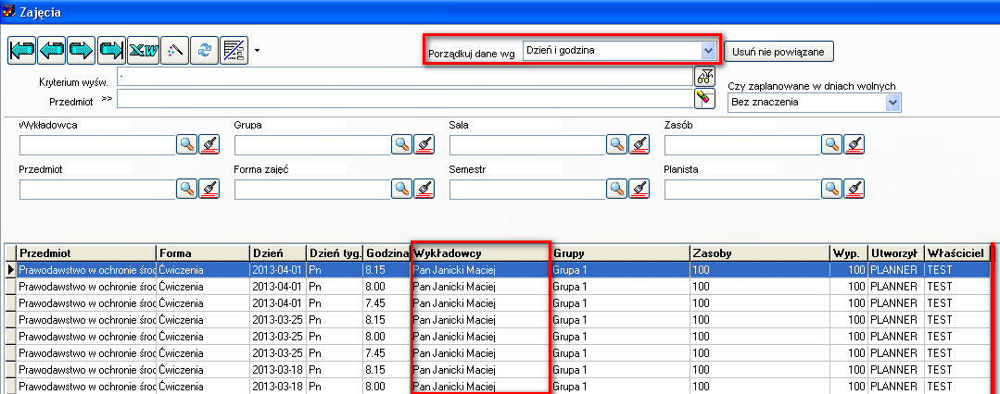 Zajęcia
XW
Porządkuj dane wg Dzień i godzina Usuń nie powiązane
Kryterium wyśw. .
Czy zaplanowane w dniach wolnych
Przedmiot >> Bez znaczenia
Wykładowca Grupa Sala Zasób
Przedmiot Forma zajęć Semestr Planista
Przedmiot Forma Dzień Dzień tyg. Godzina Wykładowcy Grupy Zasoby Wyp. Utworzył Właściciel
Prawodawstwo w ochronie środ Ćwiczenia 2013-04-01 Pn 8.15 Pan Janicki Maciej Grupa 1 100 100 PLANNER TEST
Prawodawstwo w ochronie środ Ćwiczenia 2013-04-01 Pn 8.00 Pan Janicki Maciej Grupa 1 100 100 PLANNER TEST
Prawodawstwo w ochronie środ Ćwiczenia 2013-04-01 Pn 7.45 Pan Janicki Maciej Grupa 1 100 100 PLANNER TEST
Prawodawstwo w ochronie środ Ćwiczenia 2013-03-25 Pn 8.15 Pan Janicki Maciej Grupa 1 100 100 PLANNER TEST
Prawodawstwo w ochronie środ Ćwiczenia 2013-03-25 Pn 8.00 Pan Janicki Maciej Grupa 1 100 100 PLANNER TEST
Prawodawstwo w ochronie środ Ćwiczenia 2013-03-25 Pn 7.45 Pan Janicki Maciej Grupa 1 100 100 PLANNER TEST
Prawodawstwo w ochronie środ Ćwiczenia 2013-03-18 Pn 8.15 Pan Janicki Maciej Grupa 1 100 100 PLANNER TEST
Prawodawstwo w ochronie środ Ćwiczenia 2013-03-18 Pn 8.00 Pan Janicki Maciej Grupa 1 100 100 PLANNER TEST